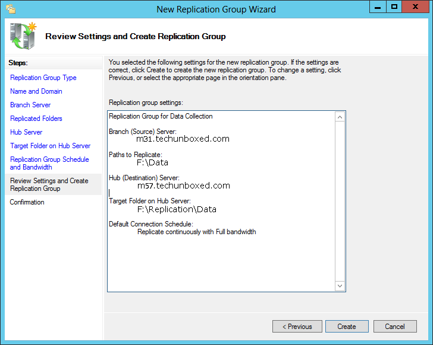 New Replication Group Wizard
Review Settings and Create Replication Group
Steps:
Replication Group Type
Name and Domain
Branch Server
Replicated Folders
Hub Server
Target Folder on Hub Server
Replication Group Schedule
and Bandwidth
Review Settings and Create
Replication Group
Confirmation
You selected the following settings for the new replication group. If the settings are
correct, click Create to create the new replication group. To change a setting, click
Previous, or select the appropriate page in the orientation pane.
Replication group settings:
Replication Group for Data Collection
Branch (Source) Server:
m31.techunboxed.com
Paths to Replicate:
F:\Data
Hub (Destination) Server:
m57.techunboxed.com
Target Folder on Hub Server:
F:\Replication\Data
Default Connection Schedule:
Replicate continuously with Full bandwidth
< Previous
Create
Cancel